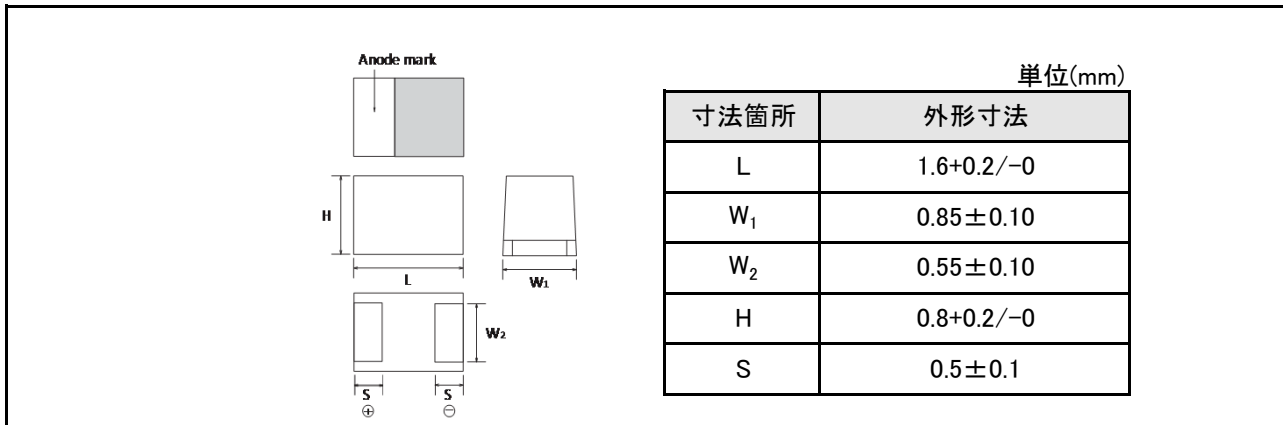 Anode mark
H
L
W₁
W₂
S S
⊕ ⊖
単位(mm)
寸法箇所 外形寸法
L 1.6+0.2/-0
W₁ 0.85±0.10
W₂ 0.55±0.10
H 0.8+0.2/-0
S 0.5±0.1